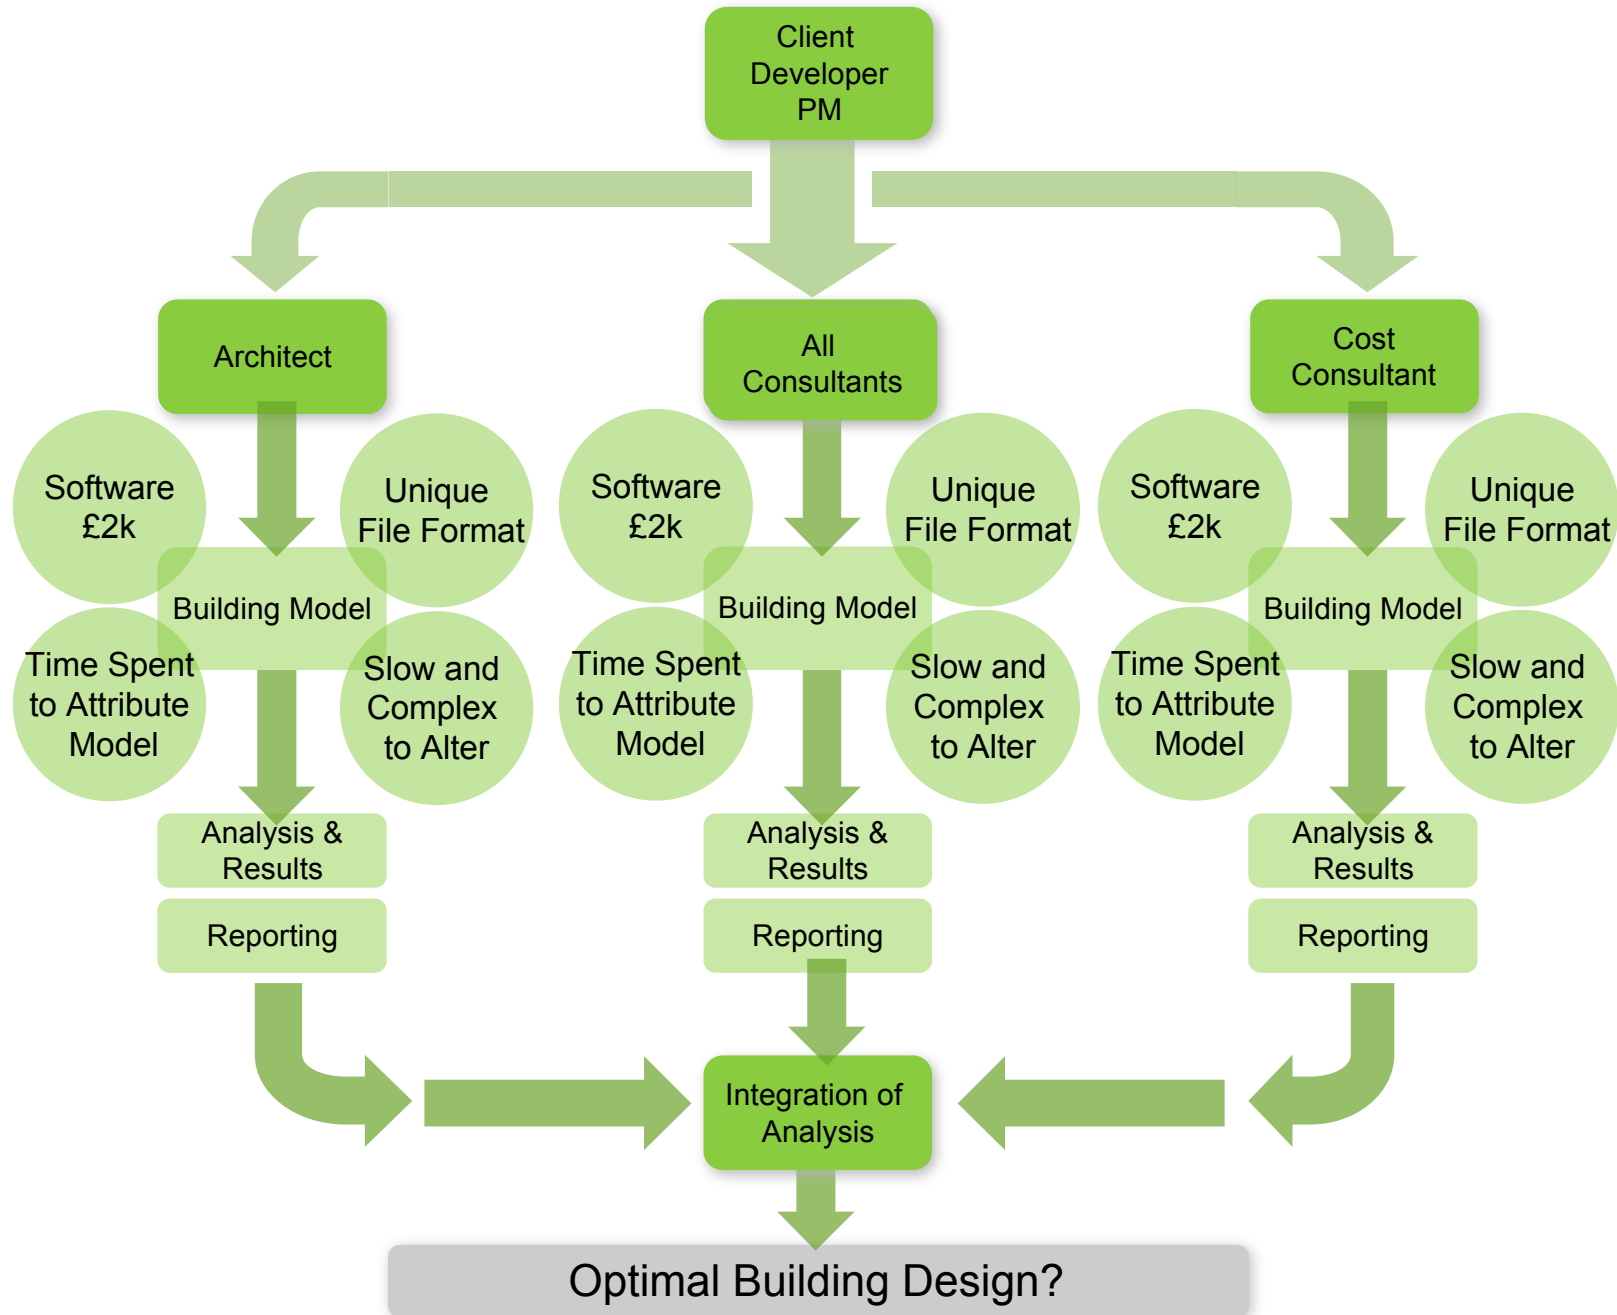 Client
Developer
PM
Architect
All
Consultants
Cost
Consultant
Software
£2k
Unique
File Format
Building Model
Time Spent
to Attribute
Model
Slow and
Complex
to Alter
Software
£2k
Unique
File Format
Building Model
Time Spent
to Attribute
Model
Slow and
Complex
to Alter
Software
£2k
Unique
File Format
Building Model
Time Spent
to Attribute
Model
Slow and
Complex
to Alter
Analysis &
Results
Analysis &
Results
Analysis &
Results
Reporting
Reporting
Reporting
Integration of
Analysis
Optimal Building Design?